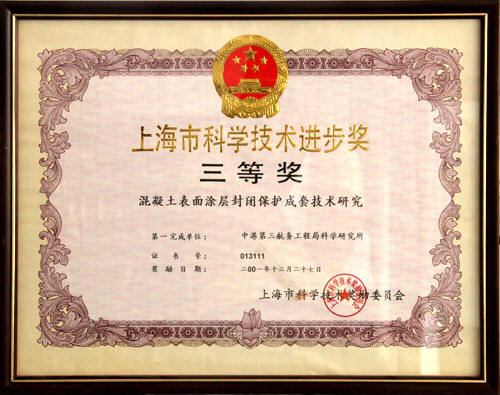 上海市科学技术进步奖
三等奖
混凝土表面涂层封闭保护成套技术研究
第一完成单位: 中港第三航务工程局科学研究所
证书号: 013111
奖励日期: 二00一年十二月二十七日
上海市科学技术奖励委员会